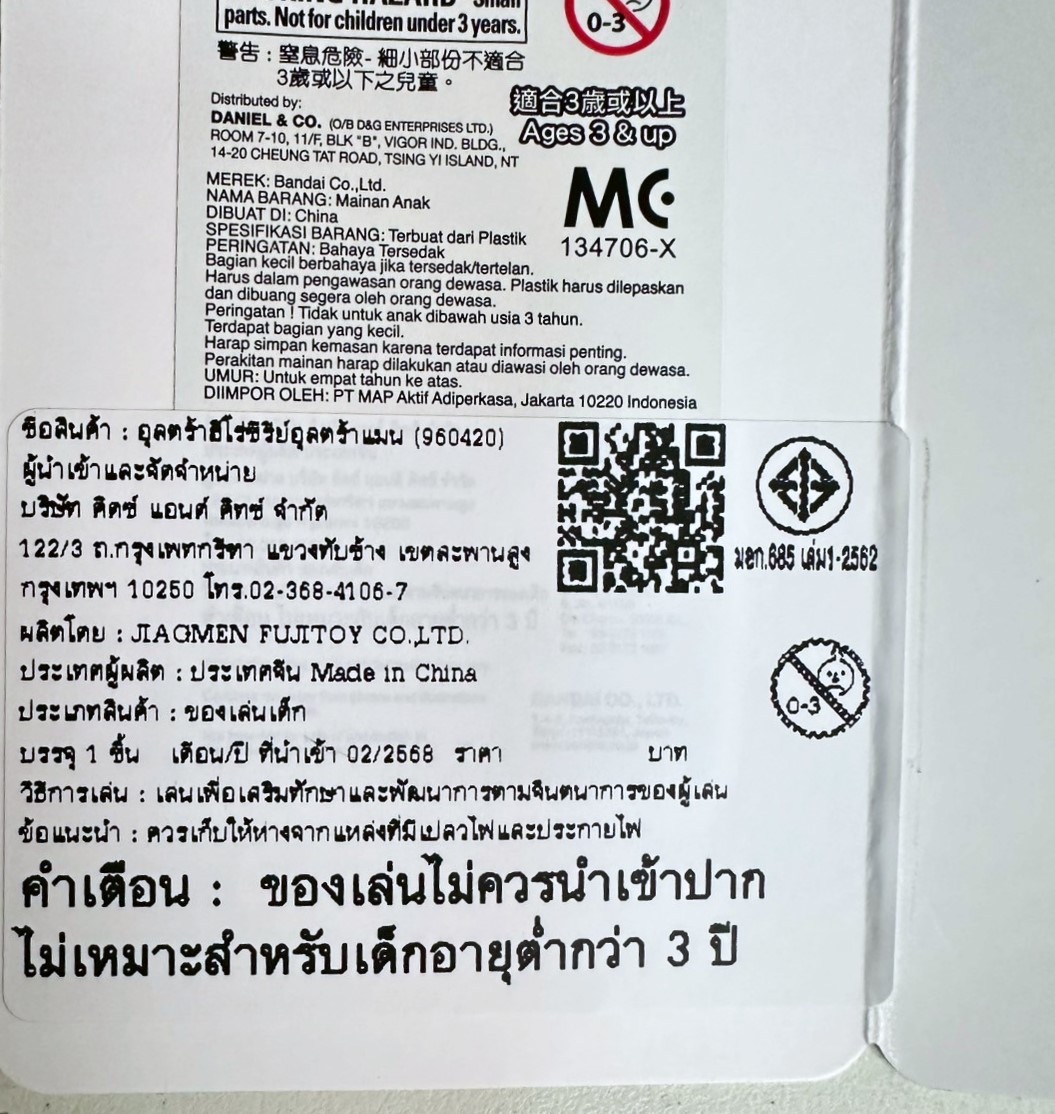 parts. Not for children under 3 years.
0-3
警告：窒息危險- 細小部份不適合
3歲或以下之兒童。
Distributed by:
DANIEL & CO. (O/B D&G ENTERPRISES LTD.)
ROOM 7-10, 11/F, BLK "B", VIGOR IND. BLDG.,
14-20 CHEUNG TAT ROAD, TSING YI ISLAND, NT
適合3歲或以上
Ages 3 & up
MC
134706-X
MEREK: Bandai Co.,Ltd.
NAMA BARANG: Mainan Anak
DIBUAT DI: China
SPESIFIKASI BARANG: Terbuat dari Plastik
PERINGATAN: Bahaya Tersedak
Bagian kecil berbahaya jika tersedak/tertelan.
Harus dalam pengawasan orang dewasa. Plastik harus dilepaskan
dan dibuang segera oleh orang dewasa.
Peringatan ! Tidak untuk anak dibawah usia 3 tahun.
Terdapat bagian yang kecil.
Harap simpan kemasan karena terdapat informasi penting.
Perakitan mainan harap dilakukan atau diawasi oleh orang dewasa.
UMUR: Untuk empat tahun ke atas.
DIIMPOR OLEH: PT MAP Aktif Adiperkasa, Jakarta 10220 Indonesia
ชื่อสินค้า : อุลตร้าฮีโร่ซีรีย์อุลตร้าแมน (960420)
ผู้นำเข้าและจัดจำหน่าย
บริษัท คิดซ์ แอนด์ คิทซ์ จำกัด
122/3 ถ.กรุงเทพกรีฑา แขวงทับช้าง เขตสะพานสูง
กรุงเทพฯ 10250 โทร.02-368-4106-7
ผลิตโดย : JIAGMEN FUJITOY CO.,LTD.
ประเทศผู้ผลิต : ประเทศจีน Made in China
ประเภทสินค้า : ของเล่นเด็ก
บรรจุ 1 ชิ้น เดือน/ปี ที่นำเข้า 02/2568 ราคา บาท
วิธีการเล่น : เล่นเพื่อเสริมทักษาและพัฒนาการตามจินตนาการของผู้เล่น
ข้อแนะนำ : ควรเก็บให้ห่างจากแหล่งที่มีเปลวไฟและประกายไฟ
คำเตือน : ของเล่นไม่ควรนำเข้าปาก
ไม่เหมาะสำหรับเด็กอายุต่ำกว่า 3 ปี
มอก.685 เล่ม1-2562
0-3